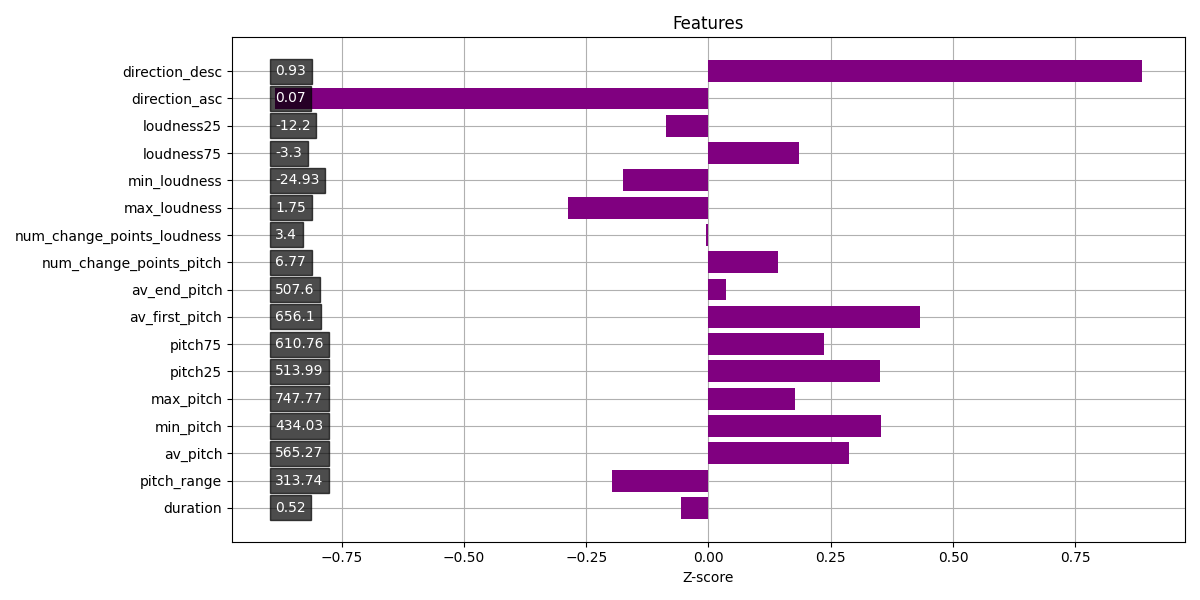 Features
direction_desc 0.93
direction_asc 0.07
loudness25 -12.2
loudness75 -3.3
min_loudness -24.93
max_loudness 1.75
num_change_points_loudness 3.4
num_change_points_pitch 6.77
av_end_pitch 507.6
av_first_pitch 656.1
pitch75 610.76
pitch25 513.99
max_pitch 747.77
min_pitch 434.03
av_pitch 565.27
pitch_range 313.74
duration 0.52
−0.75 −0.50 −0.25 0.00 0.25 0.50 0.75
Z-score